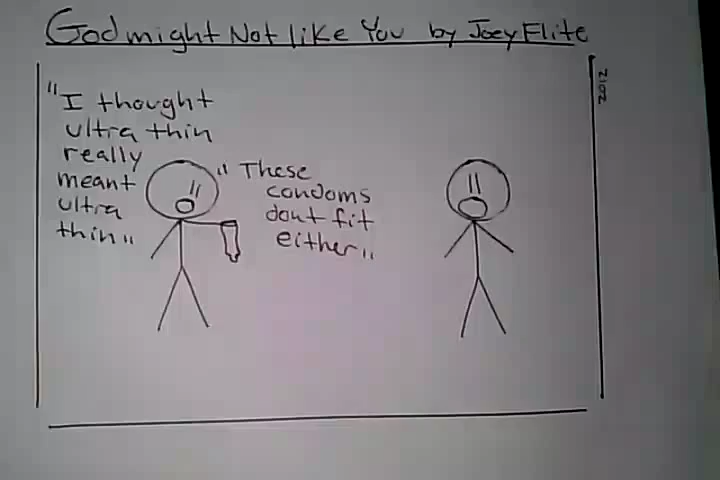 God might Not like You by Joey Elite
2012
"I thought
ultra thin
really
meant
ultra
thin"
"These
condoms
dont fit
either"